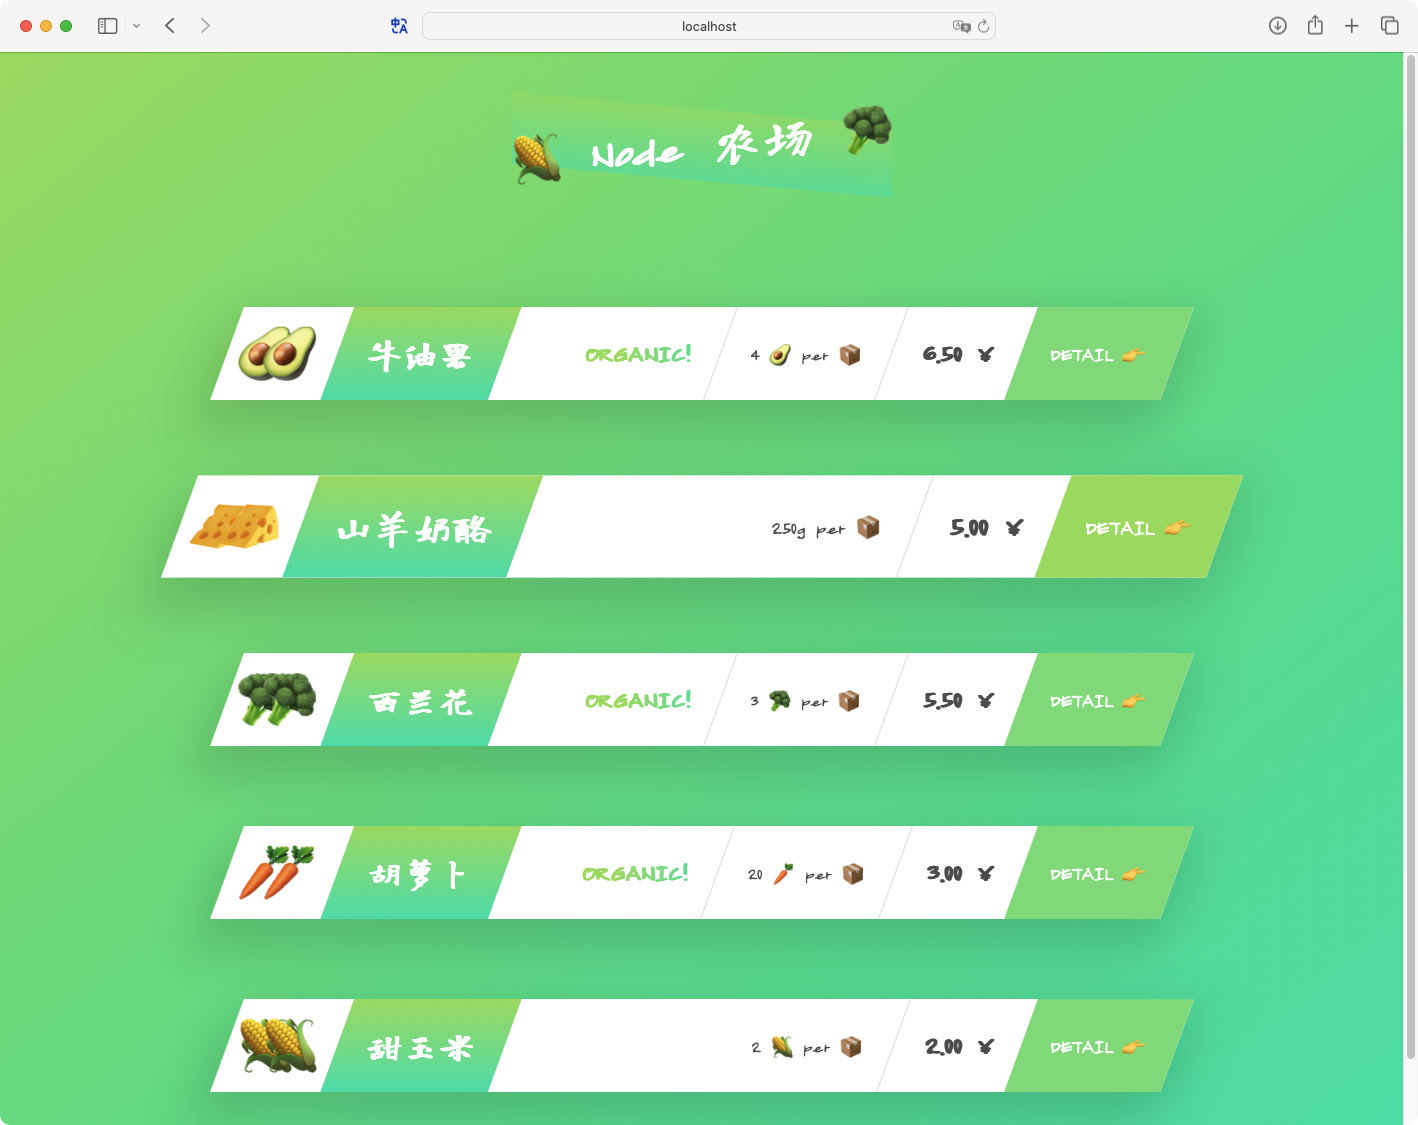 localhost
Node 农场
牛油果 ORGANIC! 4 🥑 per 📦 6.50 ¥ DETAIL 👉
山羊奶酪 250g per 📦 5.00 ¥ DETAIL 👉
西兰花 ORGANIC! 3 🥦 per 📦 5.50 ¥ DETAIL 👉
胡萝卜 ORGANIC! 20 🥕 per 📦 3.00 ¥ DETAIL 👉
甜玉米 2 🌽 per 📦 2.00 ¥ DETAIL 👉